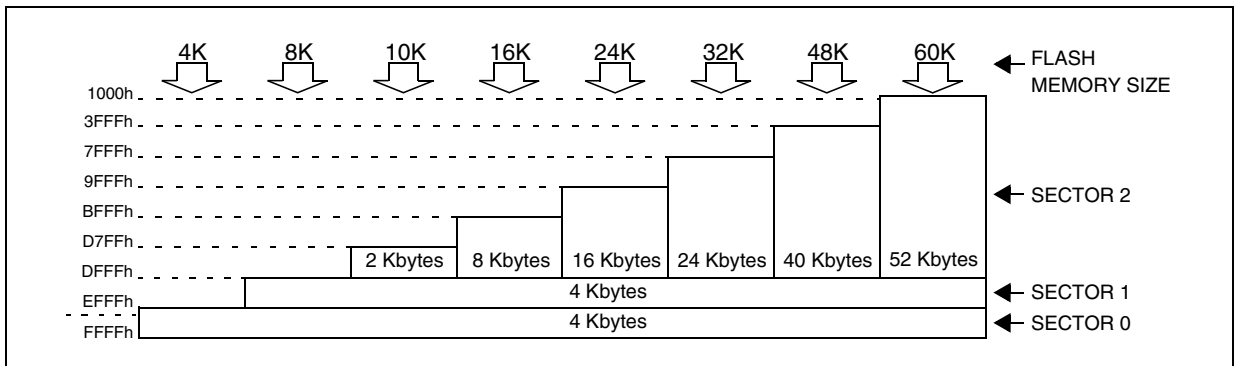 4K 8K 10K 16K 24K 32K 48K 60K
FLASH
MEMORY SIZE
1000h
3FFFh
7FFFh
9FFFh
SECTOR 2
BFFFh
D7FFh
2 Kbytes 8 Kbytes 16 Kbytes 24 Kbytes 40 Kbytes 52 Kbytes
DFFFh
4 Kbytes
SECTOR 1
EFFFh
4 Kbytes
SECTOR 0
FFFFh